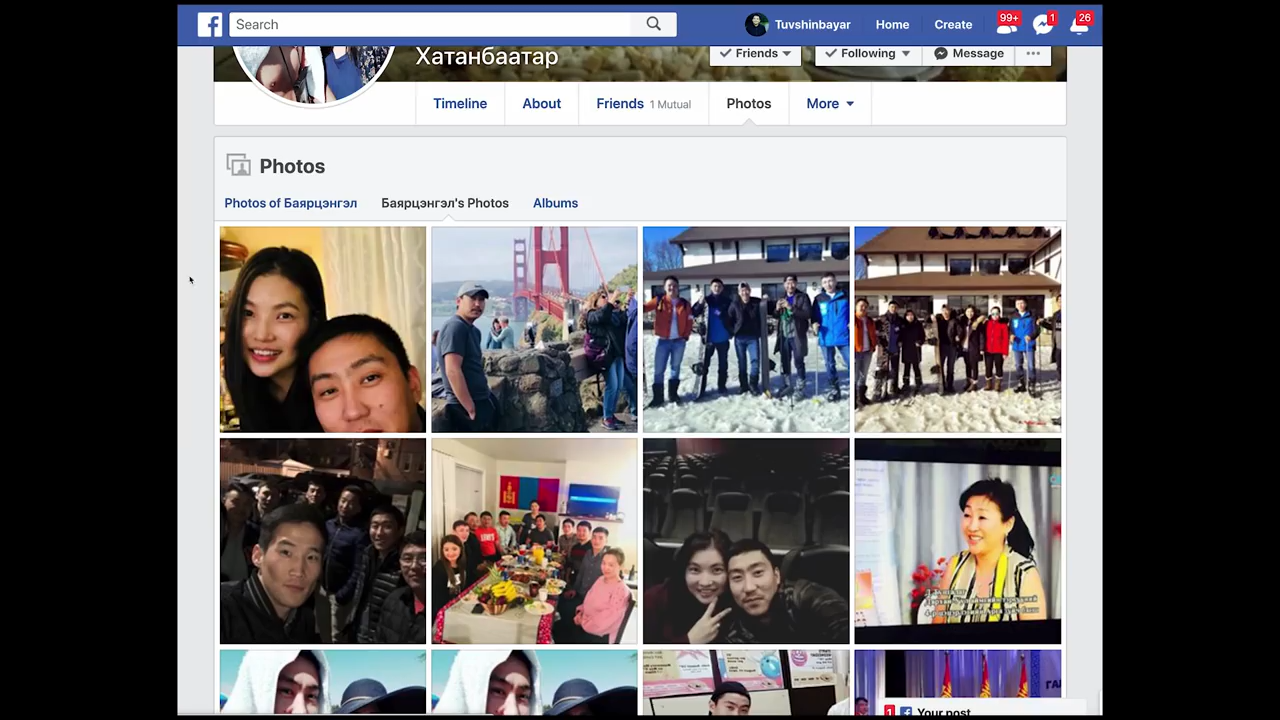 Search
Tuvshinbayar
Home
Create
99+
1
26
Хатанбаатар
Friends
Following
Message
Timeline
About
Friends 1 Mutual
Photos
More
Photos
Photos of Баярцэнгэл
Баярцэнгэл's Photos
Albums
1
Your post